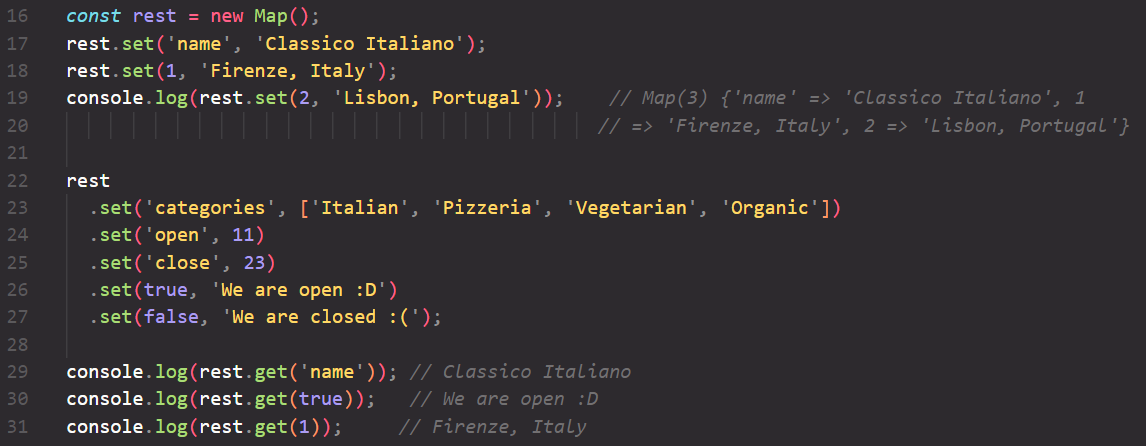 16 const rest = new Map();
17 rest.set('name', 'Classico Italiano');
18 rest.set(1, 'Firenze, Italy');
19 console.log(rest.set(2, 'Lisbon, Portugal')); // Map(3) {'name' => 'Classico Italiano', 1
20 // => 'Firenze, Italy', 2 => 'Lisbon, Portugal'}
21
22 rest
23 .set('categories', ['Italian', 'Pizzeria', 'Vegetarian', 'Organic'])
24 .set('open', 11)
25 .set('close', 23)
26 .set(true, 'We are open :D')
27 .set(false, 'We are closed :(');
28
29 console.log(rest.get('name')); // Classico Italiano
30 console.log(rest.get(true)); // We are open :D
31 console.log(rest.get(1)); // Firenze, Italy